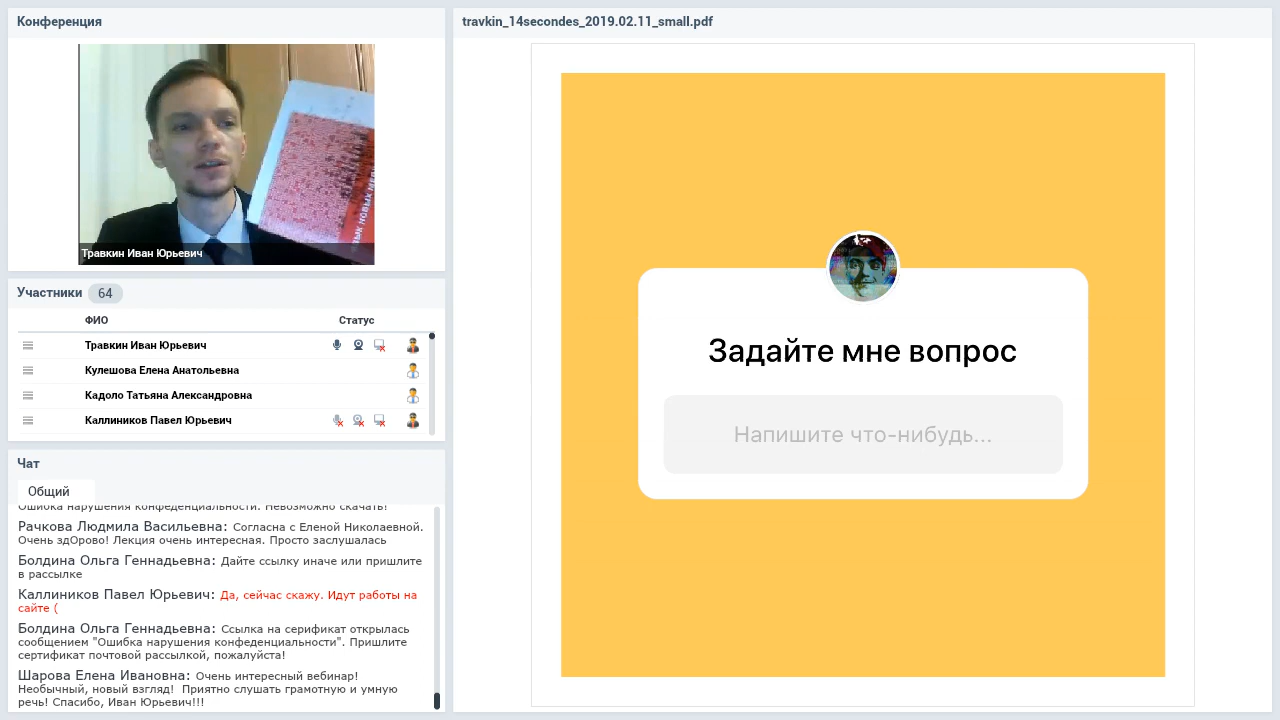 Конференция
Травкин Иван Юрьевич
Участники 64
ФИО Статус
Травкин Иван Юрьевич
Кулешова Елена Анатольевна
Кадоло Татьяна Александровна
Каллиников Павел Юрьевич
Чат
Общий
Ошибка нарушения конфеденциальности. Невозможно скачать!
Рачкова Людмила Васильевна: Согласна с Еленой Николаевной.
Очень здОрово! Лекция очень интересная. Просто заслушалась
Болдина Ольга Геннадьевна: Дайте ссылку иначе или пришлите
в рассылке
Каллиников Павел Юрьевич: Да, сейчас скажу. Идут работы на
сайте (
Болдина Ольга Геннадьевна: Ссылка на серификат открылась
сообщением "Ошибка нарушения конфеденциальности". Пришлите
сертификат почтовой рассылкой, пожалуйста!
Шарова Елена Ивановна: Очень интересный вебинар!
Необычный, новый взгляд! Приятно слушать грамотную и умную
речь! Спасибо, Иван Юрьевич!!!
travkin_14secondes_2019.02.11_small.pdf
Задайте мне вопрос
Напишите что-нибудь...